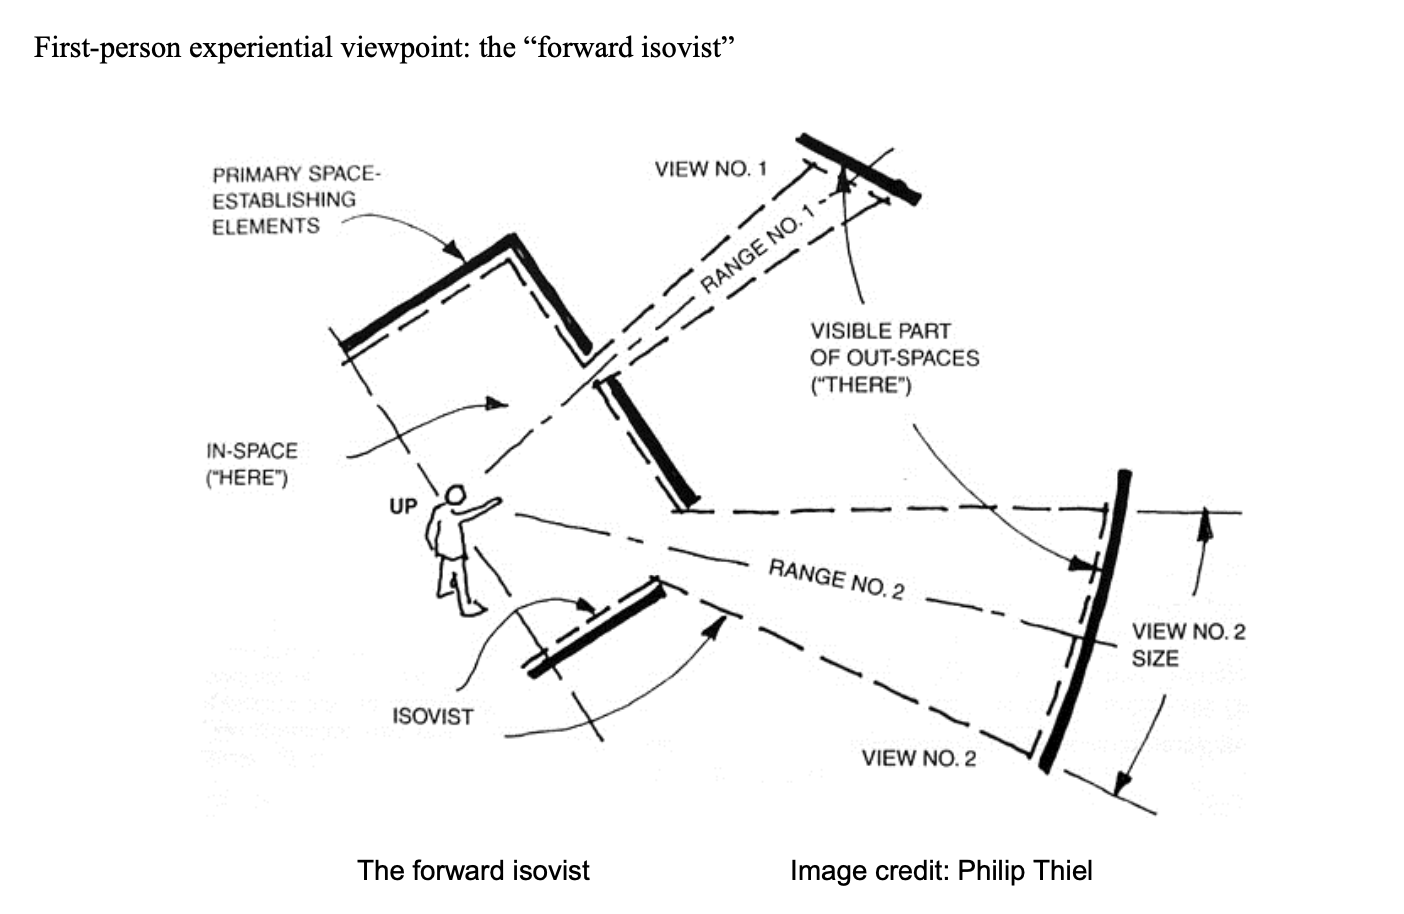 First-person experiential viewpoint: the “forward isovist”
PRIMARY SPACE-
ESTABLISHING
ELEMENTS
VIEW NO. 1
RANGE NO. 1
VISIBLE PART
OF OUT-SPACES
(“THERE”)
IN-SPACE
(“HERE”)
UP
RANGE NO. 2
VIEW NO. 2
SIZE
ISOVIST
VIEW NO. 2
The forward isovist
Image credit: Philip Thiel